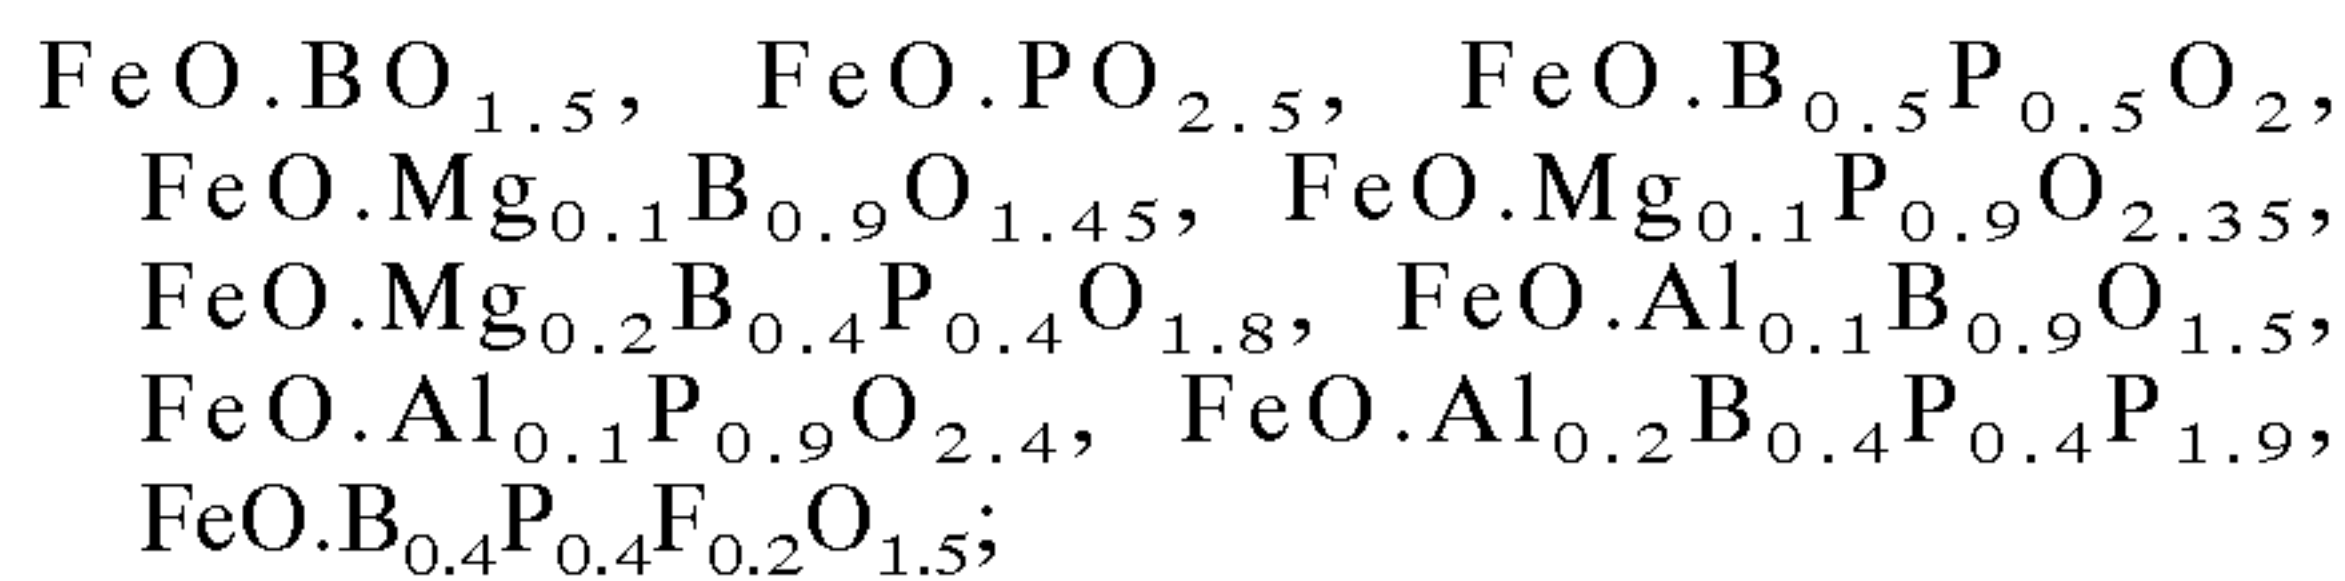 FeO.BO₁.₅, FeO.PO₂.₅, FeO.B₀.₅P₀.₅O₂,
FeO.Mg₀.₁B₀.₉O₁.₄₅, FeO.Mg₀.₁P₀.₉O₂.₃₅,
FeO.Mg₀.₂B₀.₄P₀.₄O₁.₈, FeO.Al₀.₁B₀.₉O₁.₅,
FeO.Al₀.₁P₀.₉O₂.₄, FeO.Al₀.₂B₀.₄P₀.₄P₁.₉,
FeO.B₀.₄P₀.₄F₀.₂O₁.₅;